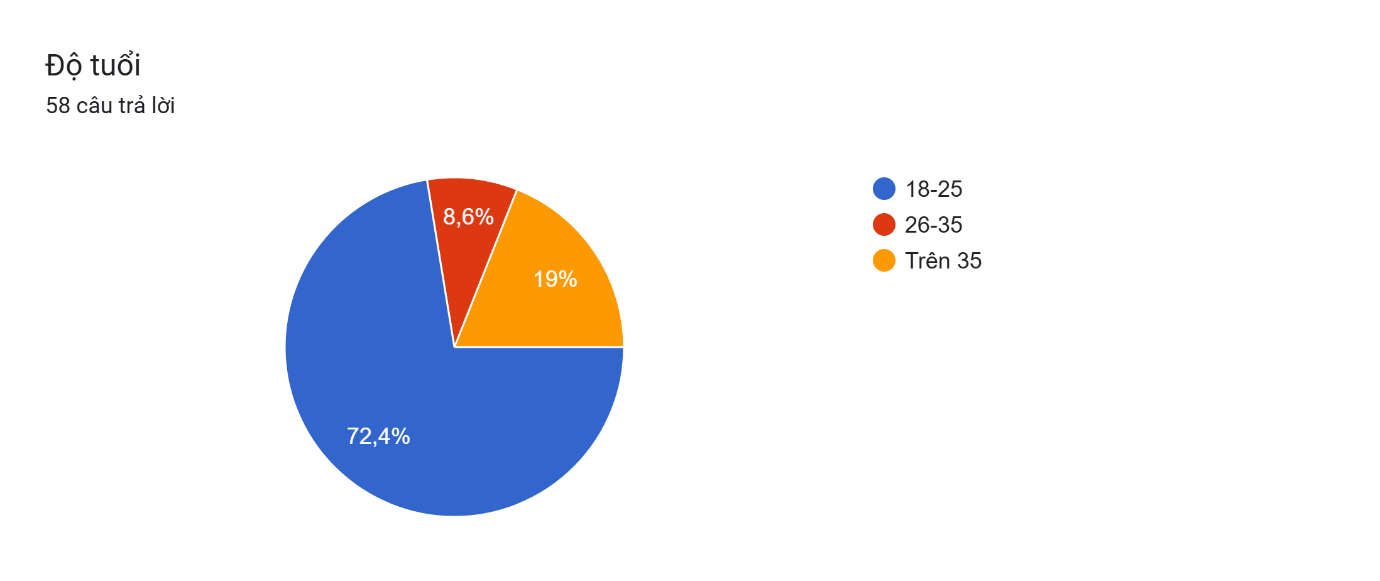 Độ tuổi
58 câu trả lời
18-25
26-35
Trên 35
8,6%
19%
72,4%